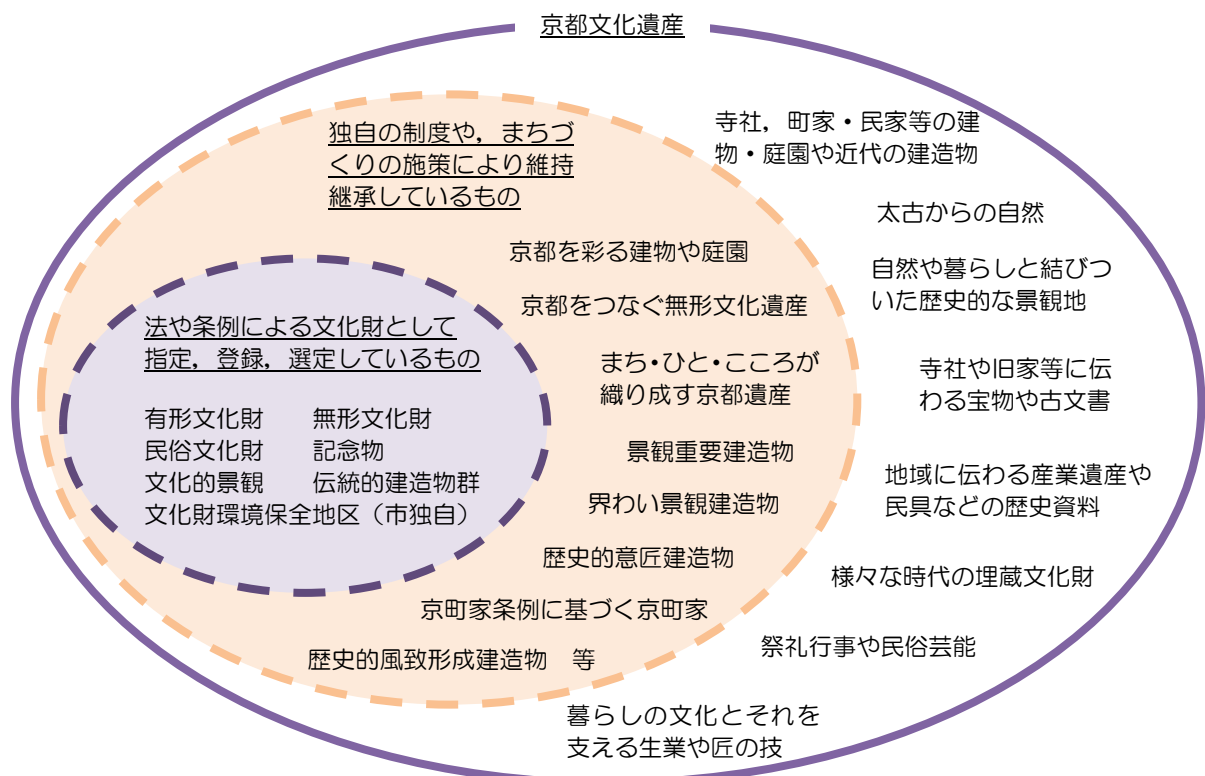 京都文化遺産
独自の制度や，まちづ
くりの施策により維持
継承しているもの
京都を彩る建物や庭園
京都をつなぐ無形文化遺産
まち・ひと・こころが
織り成す京都遺産
景観重要建造物
界わい景観建造物
歴史的意匠建造物
京町家条例に基づく京町家
歴史的風致形成建造物　等
法や条例による文化財として
指定，登録，選定しているもの
有形文化財　　無形文化財
民俗文化財　　記念物
文化的景観　　伝統的建造物群
文化財環境保全地区（市独自）
寺社，町家・民家等の建
物・庭園や近代の建造物
太古からの自然
自然や暮らしと結びつ
いた歴史的な景観地
寺社や旧家等に伝
わる宝物や古文書
地域に伝わる産業遺産や
民具などの歴史資料
様々な時代の埋蔵文化財
祭礼行事や民俗芸能
暮らしの文化とそれを
支える生業や匠の技